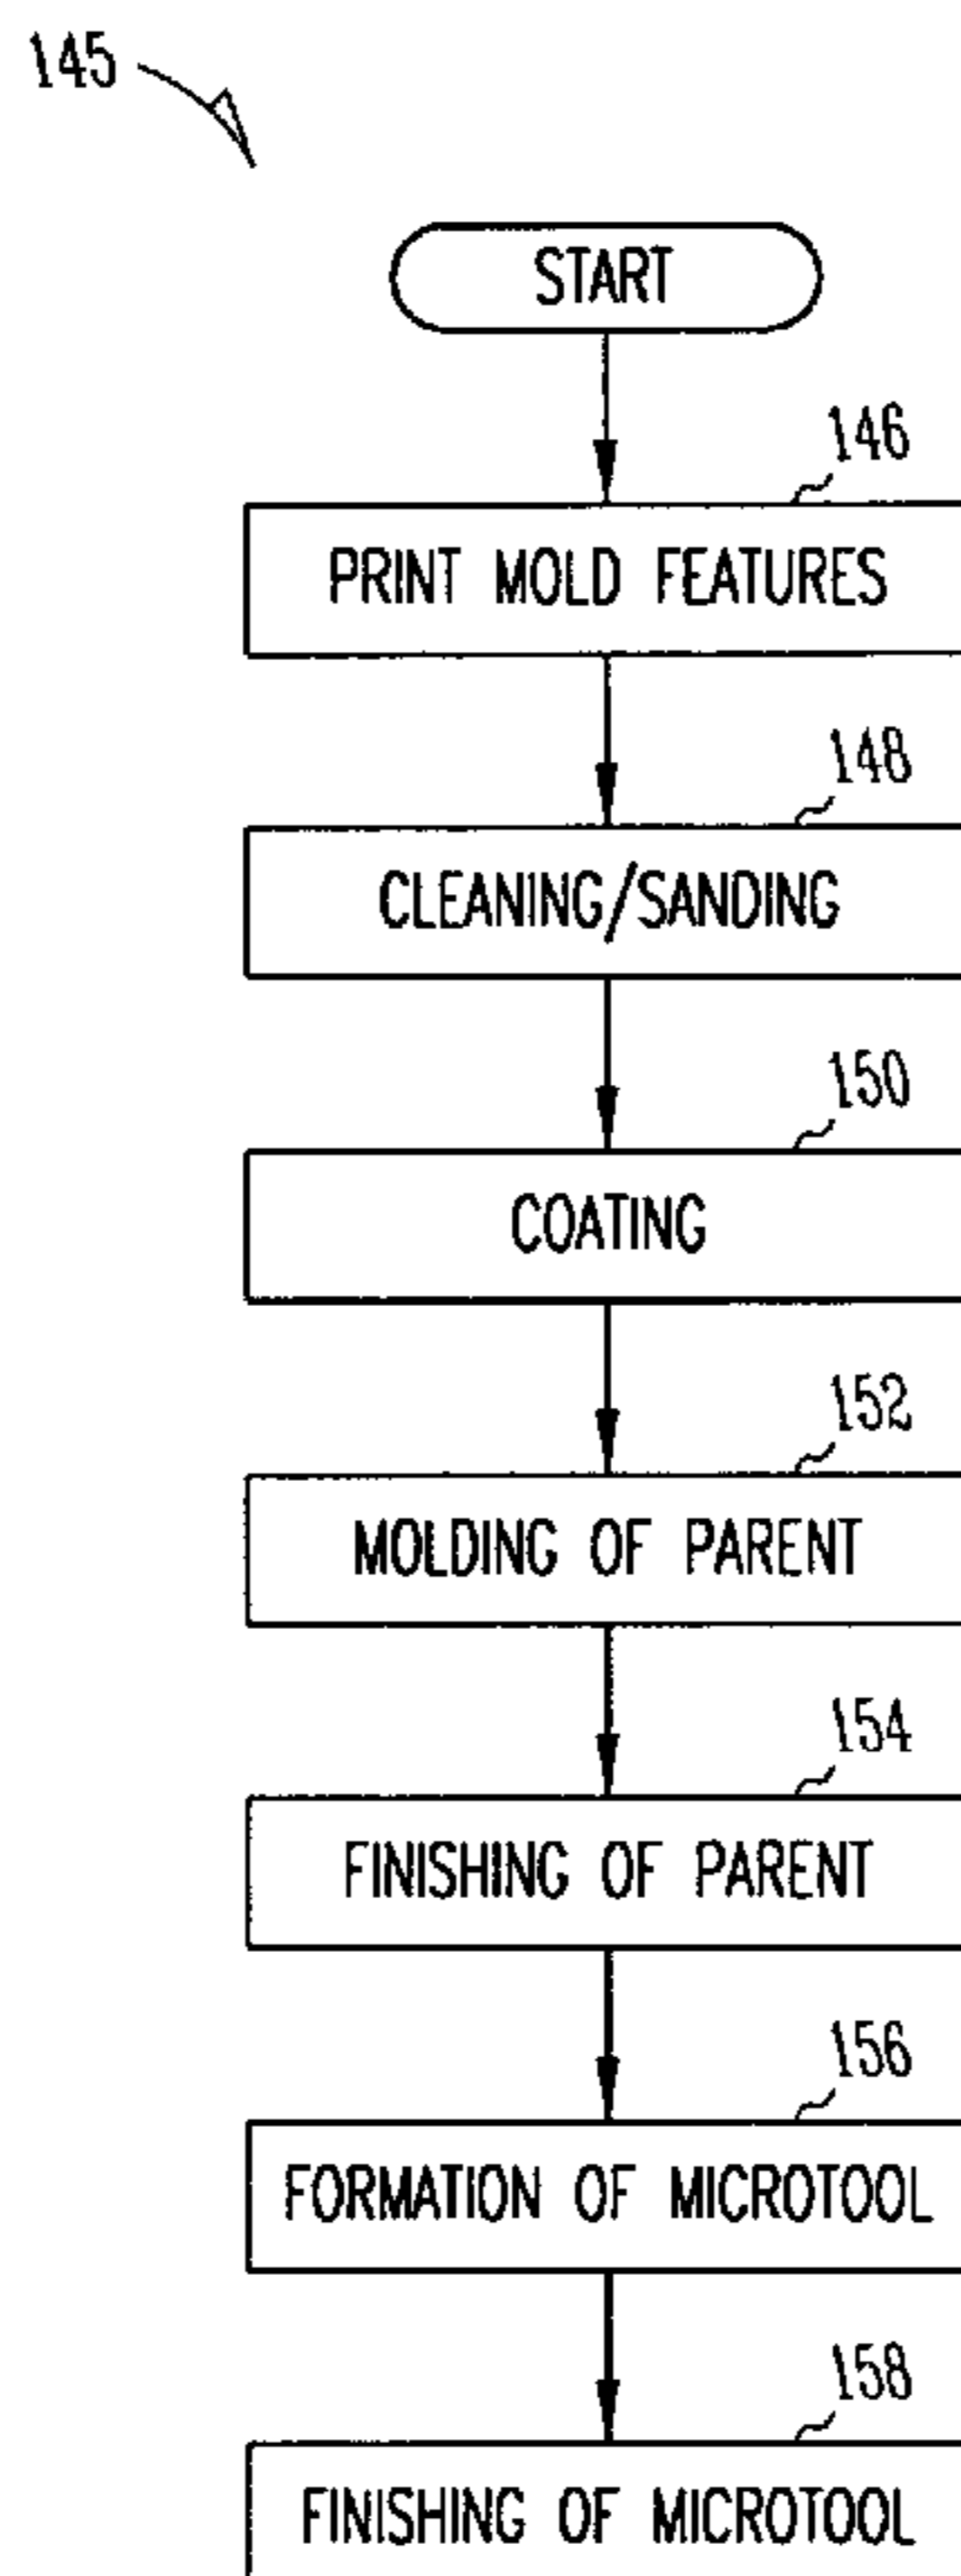 145
START
146
PRINT MOLD FEATURES
148
CLEANING/SANDING
150
COATING
152
MOLDING OF PARENT
154
FINISHING OF PARENT
156
FORMATION OF MICROTOOL
158
FINISHING OF MICROTOOL